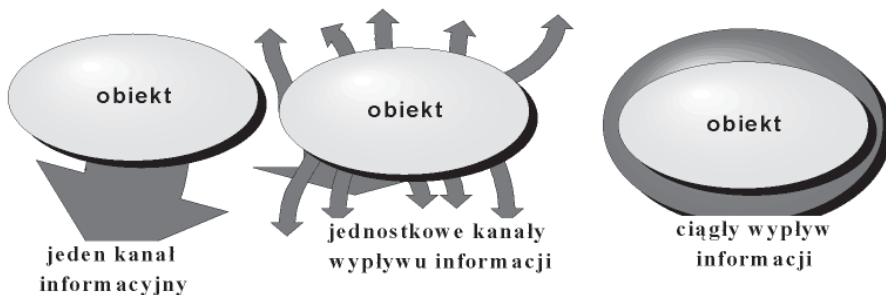 obiekt
obiekt
obiekt
jeden kanał
informacyjny
jednostkowe kanały
wypływu informacji
ciągły wypływ
informacji